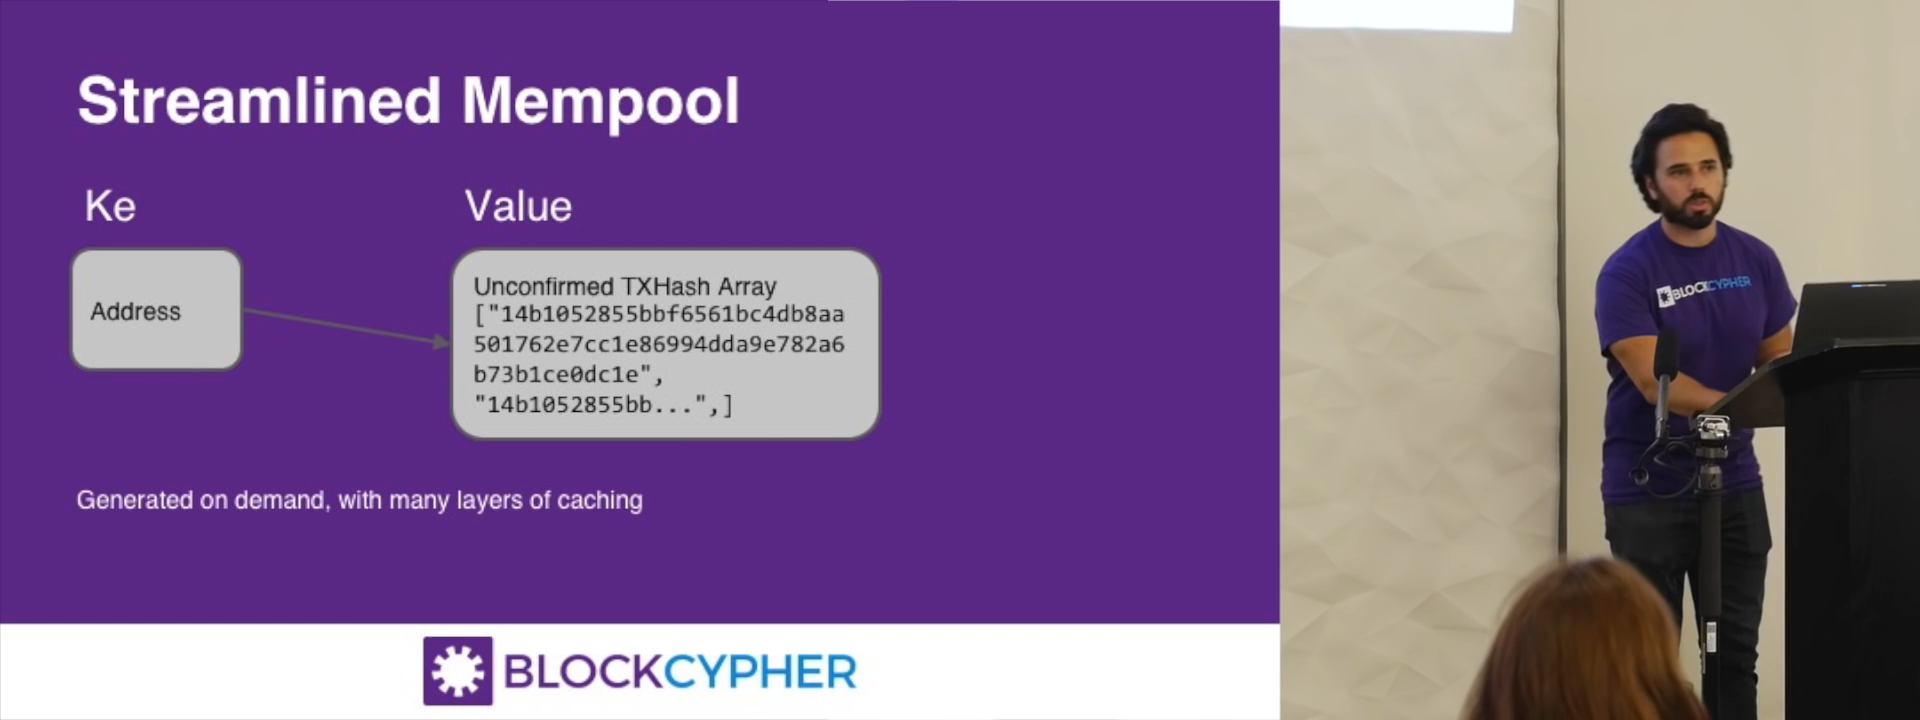 Streamlined Mempool
Ke
Value
Address
Unconfirmed TXHash Array
["14b1052855bbf6561bc4db8aa
501762e7cc1e86994dda9e782a6
b73b1ce0dc1e",
"14b1052855bb...",]
Generated on demand, with many layers of caching
BLOCKCYPHER
BLOCKCYPHER